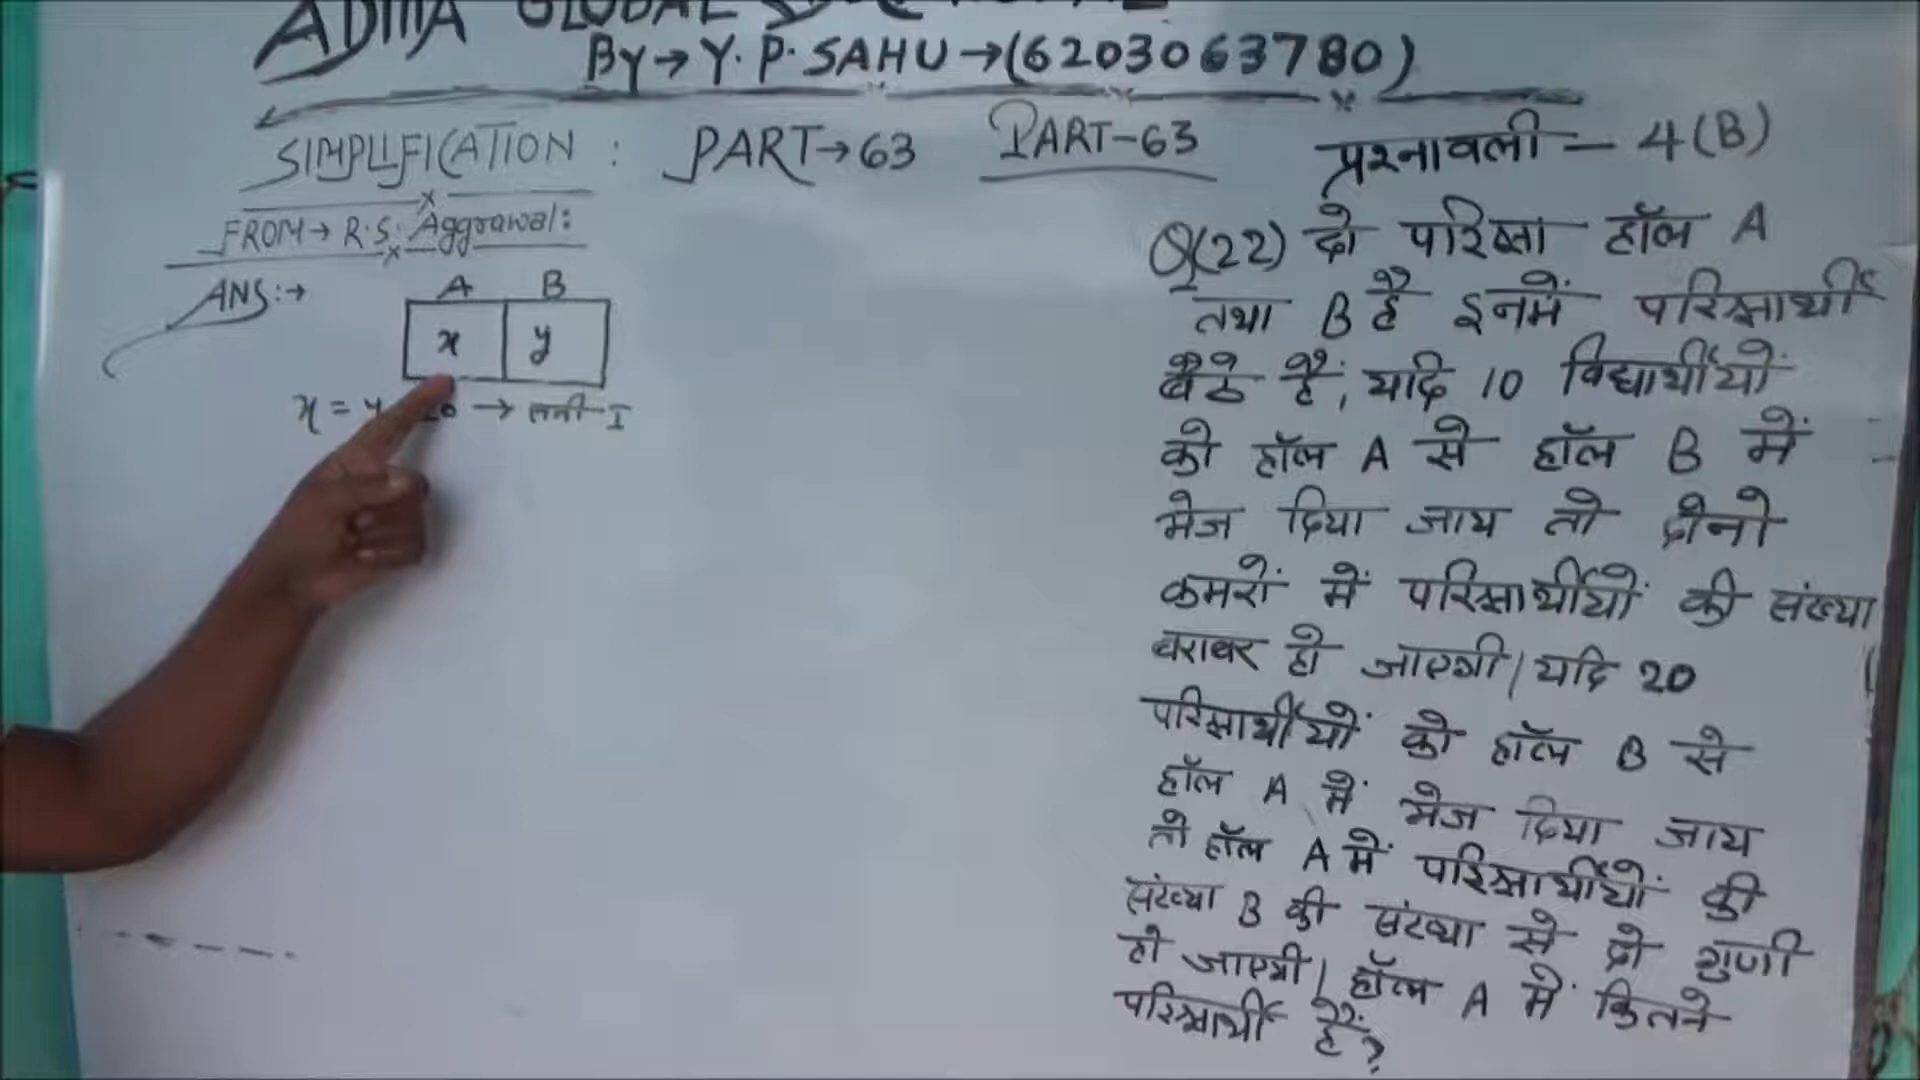 ADITYA GLOBAL
BY→Y.P.SAHU→(6203063780)
SIMPLIFICATION : PART→63 PART-63
FROM→R.S. Aggrawal:
ANS:→
A B
x y
x = y 20 → समी-I
प्रश्नावली - 4(B)
Q(22) दो परिक्षा हॉल A
तथा B है इनमें परिक्षार्थी
बैठे हैं, यदि 10 विद्यार्थीयों
को हॉल A से हॉल B में
भेज दिया जाय तो दोनो
कमरों में परिक्षार्थीयों की संख्या
बराबर हो जाएगी। यदि 20
परिक्षार्थीयों को हॉल B से
हॉल A में भेज दिया जाय
तो हॉल A में परिक्षार्थीयों की
संख्या B की संख्या से दो गुणी
हो जाएगी। हॉल A में कितने
परिक्षार्थी हैं?